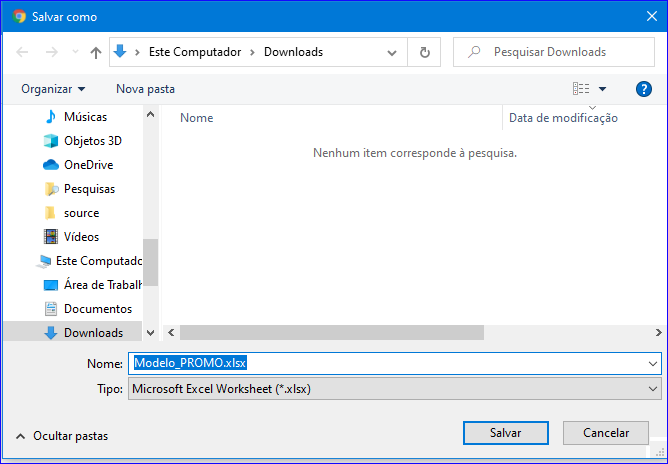 Salvar como
Este Computador > Downloads
Pesquisar Downloads
Organizar
Nova pasta
?
Músicas
Objetos 3D
OneDrive
Pesquisas
source
Vídeos
Este Computado
Área de Trabalh
Documentos
Downloads
Nome
Data de modificação
Nenhum item corresponde à pesquisa.
Nome: Modelo_PROMO.xlsx
Tipo: Microsoft Excel Worksheet (*.xlsx)
Ocultar pastas
Salvar
Cancelar